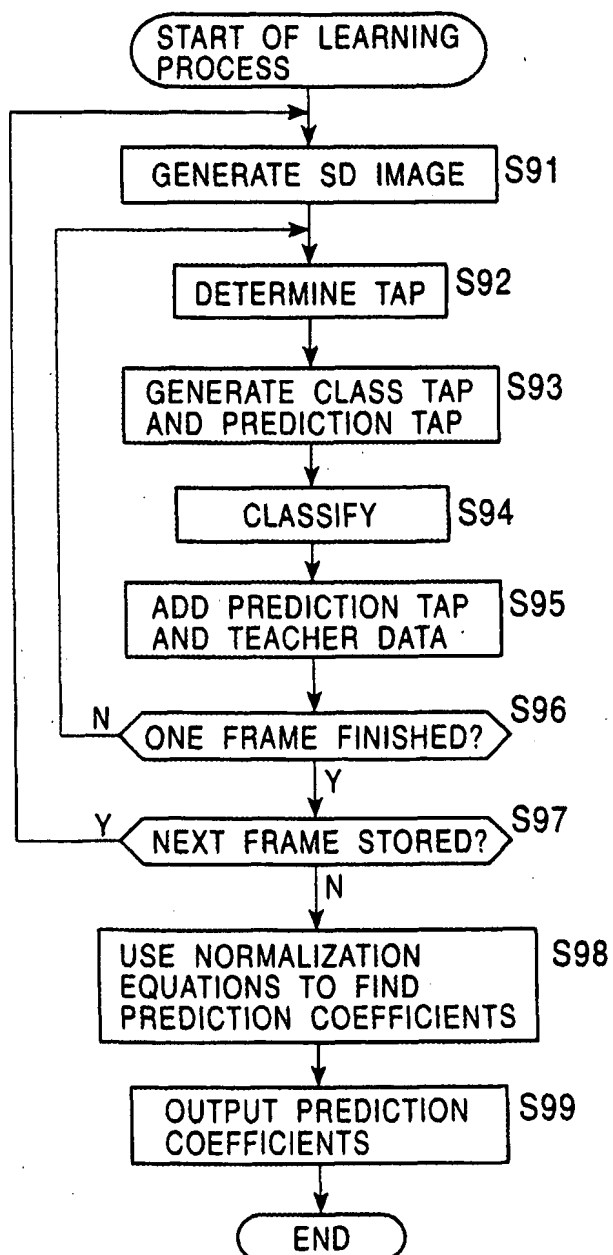 START OF LEARNING
PROCESS
GENERATE SD IMAGE
S91
DETERMINE TAP
S92
GENERATE CLASS TAP
AND PREDICTION TAP
S93
CLASSIFY
S94
ADD PREDICTION TAP
AND TEACHER DATA
S95
N
ONE FRAME FINISHED?
S96
Y
Y
NEXT FRAME STORED?
S97
N
USE NORMALIZATION
EQUATIONS TO FIND
PREDICTION COEFFICIENTS
S98
OUTPUT PREDICTION
COEFFICIENTS
S99
END